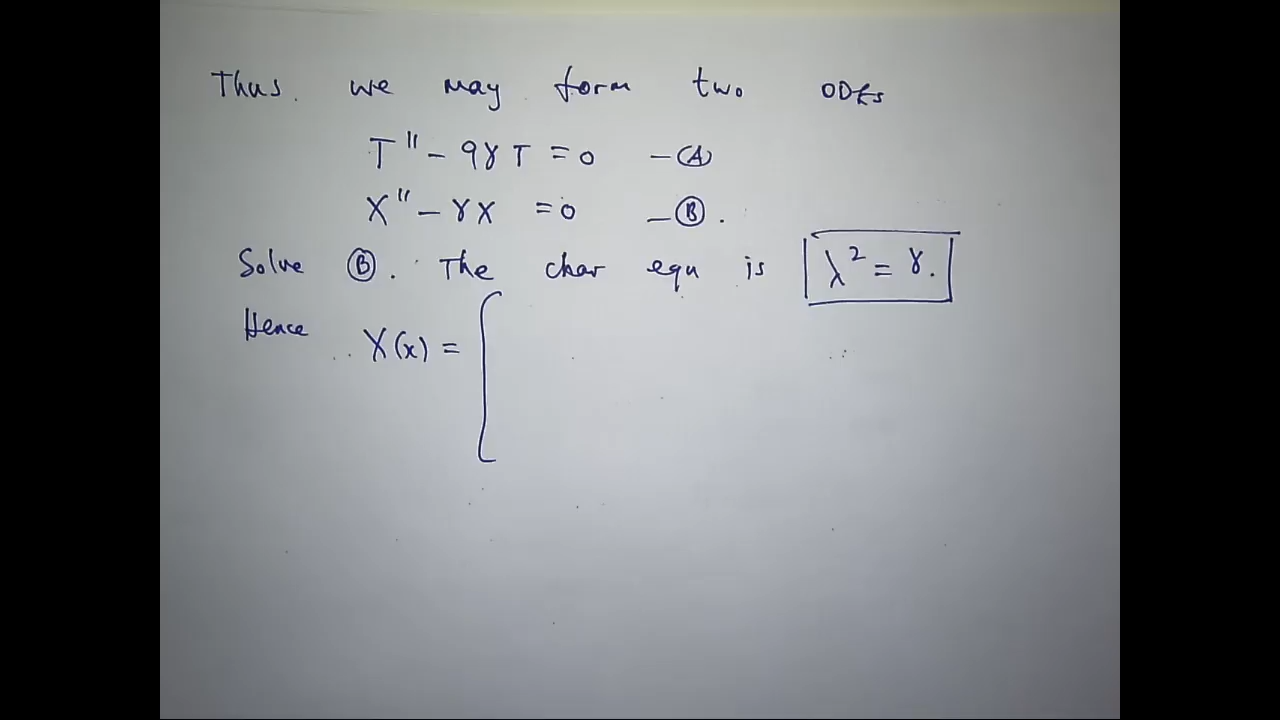 Thus we may form two ODEs
T'' - 9γT = 0 - (A)
X'' - γX = 0 - (B).
Solve (B). The char equ is λ² = γ.
Hence X(x) = {